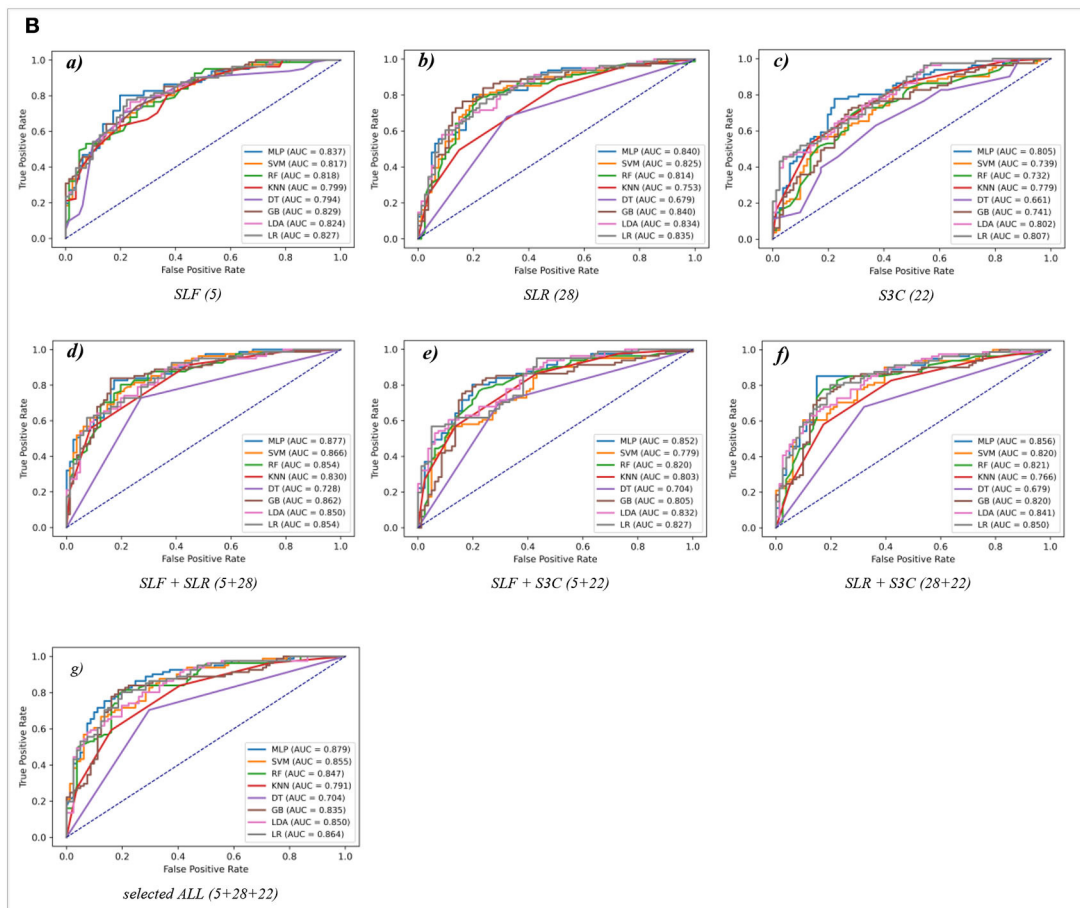 B
a)
True Positive Rate
1.0
0.8
0.6
0.4
0.2
0.0
MLP (AUC = 0.837)
SVM (AUC = 0.817)
RF (AUC = 0.818)
KNN (AUC = 0.799)
DT (AUC = 0.794)
GB (AUC = 0.829)
LDA (AUC = 0.824)
LR (AUC = 0.827)
0.0 0.2 0.4 0.6 0.8 1.0
False Positive Rate
SLF (5)
b)
True Positive Rate
1.0
0.8
0.6
0.4
0.2
0.0
MLP (AUC = 0.840)
SVM (AUC = 0.825)
RF (AUC = 0.814)
KNN (AUC = 0.753)
DT (AUC = 0.679)
GB (AUC = 0.840)
LDA (AUC = 0.834)
LR (AUC = 0.835)
0.0 0.2 0.4 0.6 0.8 1.0
False Positive Rate
SLR (28)
c)
True Positive Rate
1.0
0.8
0.6
0.4
0.2
0.0
MLP (AUC = 0.805)
SVM (AUC = 0.739)
RF (AUC = 0.732)
KNN (AUC = 0.779)
DT (AUC = 0.661)
GB (AUC = 0.741)
LDA (AUC = 0.802)
LR (AUC = 0.807)
0.0 0.2 0.4 0.6 0.8 1.0
False Positive Rate
S3C (22)
d)
True Positive Rate
1.0
0.8
0.6
0.4
0.2
0.0
MLP (AUC = 0.877)
SVM (AUC = 0.866)
RF (AUC = 0.854)
KNN (AUC = 0.830)
DT (AUC = 0.728)
GB (AUC = 0.862)
LDA (AUC = 0.850)
LR (AUC = 0.854)
0.0 0.2 0.4 0.6 0.8 1.0
False Positive Rate
SLF + SLR (5+28)
e)
True Positive Rate
1.0
0.8
0.6
0.4
0.2
0.0
MLP (AUC = 0.852)
SVM (AUC = 0.779)
RF (AUC = 0.820)
KNN (AUC = 0.803)
DT (AUC = 0.704)
GB (AUC = 0.805)
LDA (AUC = 0.832)
LR (AUC = 0.827)
0.0 0.2 0.4 0.6 0.8 1.0
False Positive Rate
SLF + S3C (5+22)
f)
True Positive Rate
1.0
0.8
0.6
0.4
0.2
0.0
MLP (AUC = 0.856)
SVM (AUC = 0.820)
RF (AUC = 0.821)
KNN (AUC = 0.766)
DT (AUC = 0.679)
GB (AUC = 0.820)
LDA (AUC = 0.841)
LR (AUC = 0.850)
0.0 0.2 0.4 0.6 0.8 1.0
False Positive Rate
SLR + S3C (28+22)
g)
True Positive Rate
1.0
0.8
0.6
0.4
0.2
0.0
MLP (AUC = 0.879)
SVM (AUC = 0.855)
RF (AUC = 0.847)
KNN (AUC = 0.791)
DT (AUC = 0.704)
GB (AUC = 0.835)
LDA (AUC = 0.850)
LR (AUC = 0.864)
0.0 0.2 0.4 0.6 0.8 1.0
False Positive Rate
selected ALL (5+28+22)